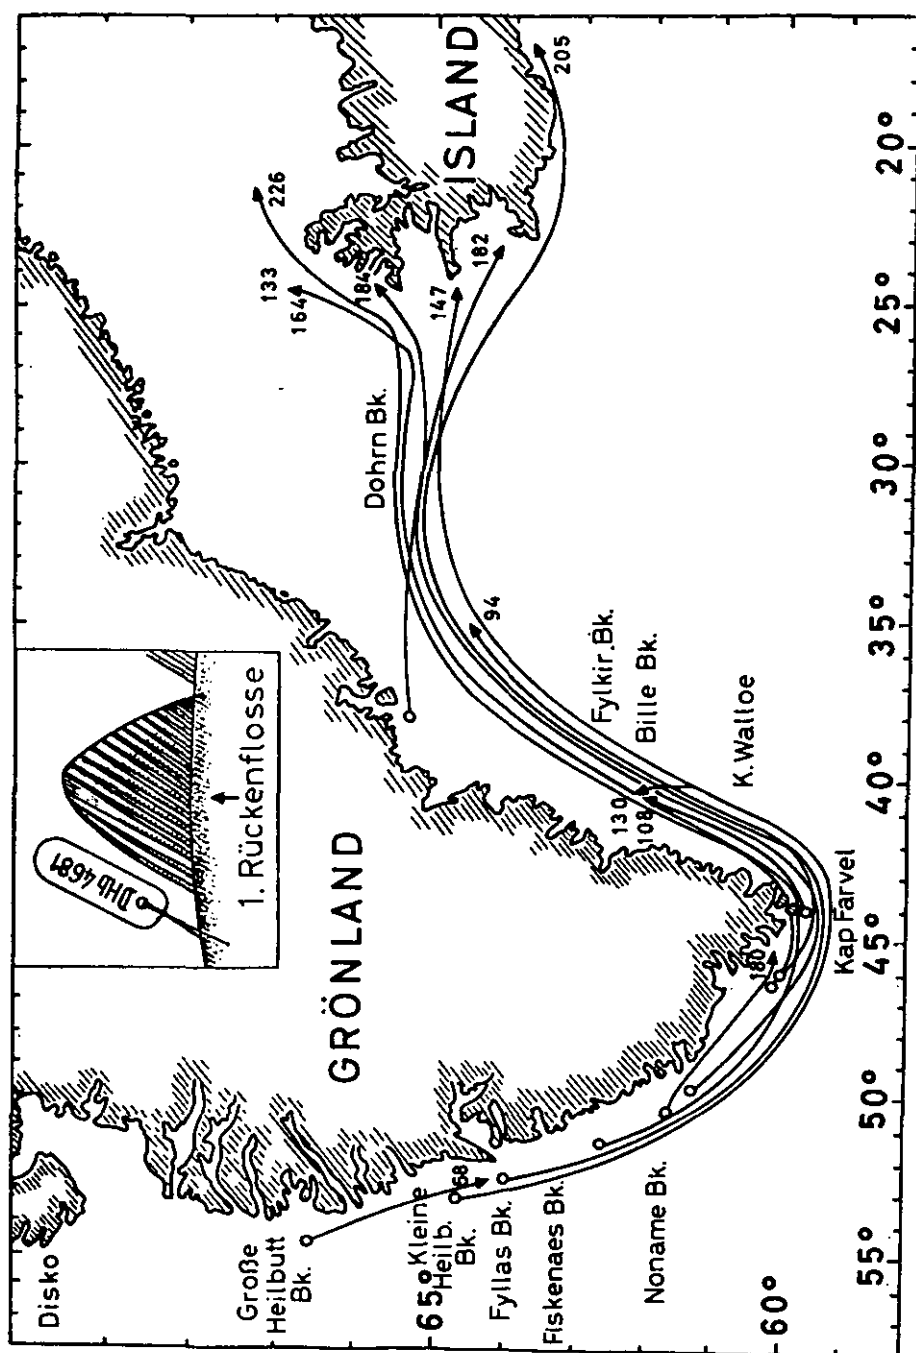 Disko
GRÖNLAND
ISLAND
DHb 4681
1. Rückenflosse
226
133
164
184
147
182
205
Dohrn Bk.
94
Fylkir. Bk.
Bille Bk.
K. Walloe
130
108
180
Kap Farvel
Große
Heilbutt
Bk.
68
Kleine
Heilb.
Bk.
Fyllas Bk.
Fiskenaes Bk.
Noname Bk.
65°
60°
55°
50°
45°
40°
35°
30°
25°
20°